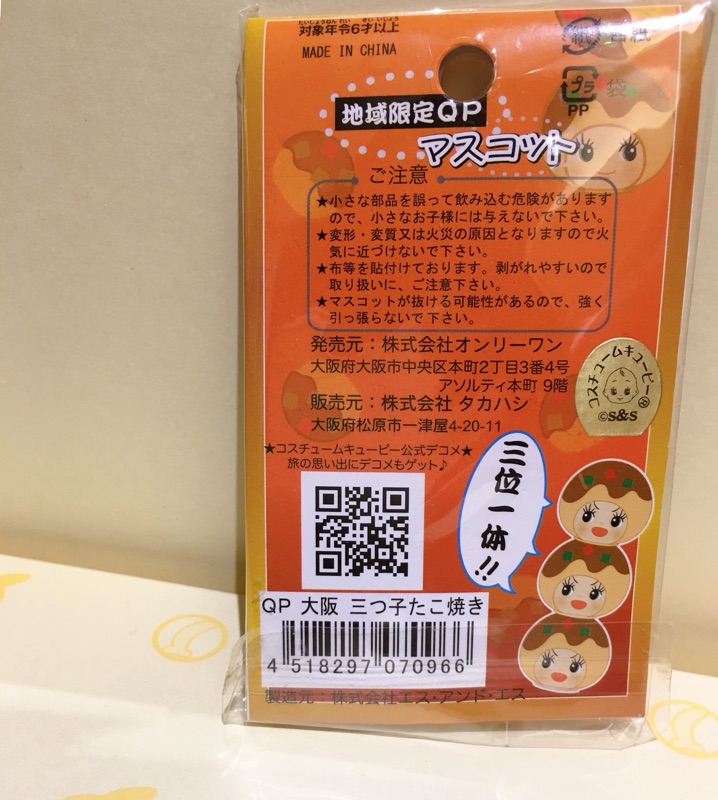 対象年令6才以上
MADE IN CHINA
プラ 袋
PP
地域限定QP
マスコット
ご注意
★小さな部品を誤って飲み込む危険があります
ので、小さなお子様には与えないで下さい。
★変形・変質又は火災の原因となりますので火
気に近づけないで下さい。
★布等を貼付けております。剥がれやすいので
取り扱いに、ご注意下さい。
★マスコットが抜ける可能性があるので、強く
引っ張らないで下さい。
発売元：株式会社オンリーワン
大阪府大阪市中央区本町2丁目3番4号
アソルティ本町 9階
販売元：株式会社 タカハシ
大阪府松原市一津屋4-20-11
コスチュームキューピー®
©S&S
★コスチュームキューピー公式デコメ★
旅の思い出にデコメもゲット♪
三位一体!!
QP 大阪 三つ子たこ焼き
4 518297 070966
製造元：株式会社エス・アンド・エス